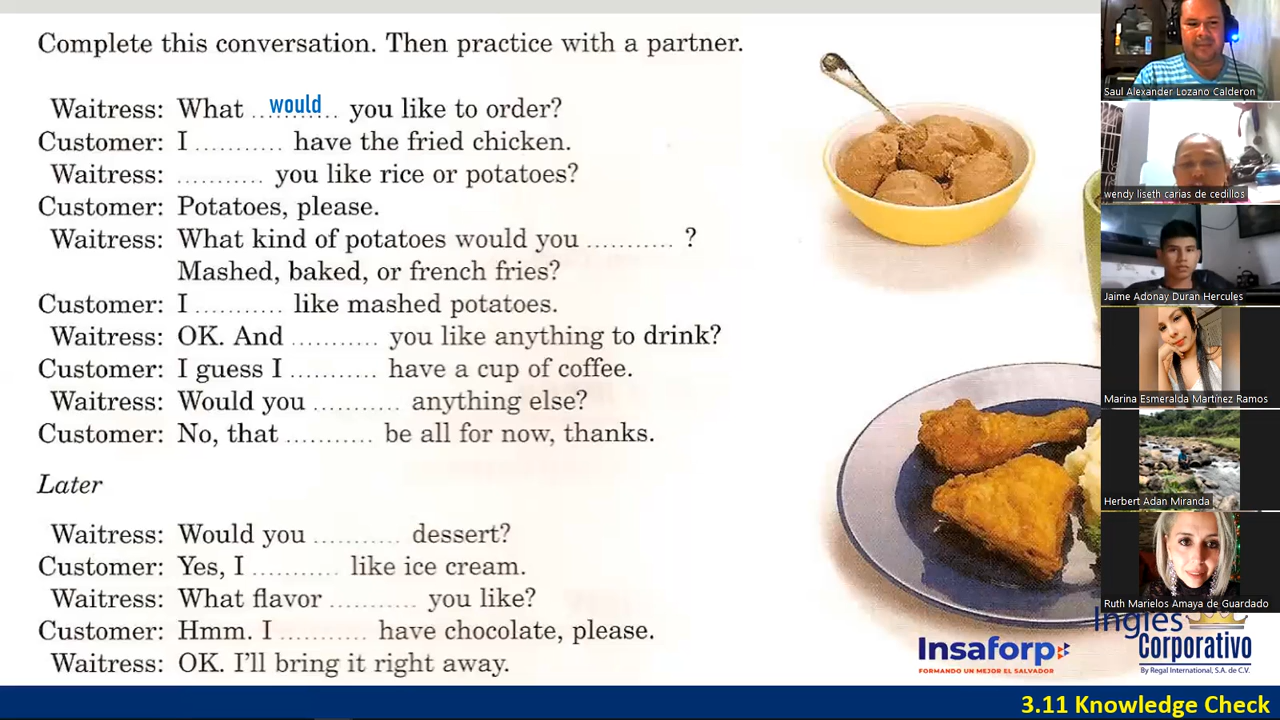 Complete this conversation. Then practice with a partner.
Waitress: What ...would... you like to order?
Customer: I ........... have the fried chicken.
Waitress: ........... you like rice or potatoes?
Customer: Potatoes, please.
Waitress: What kind of potatoes would you ........... ?
Mashed, baked, or french fries?
Customer: I ........... like mashed potatoes.
Waitress: OK. And ........... you like anything to drink?
Customer: I guess I ........... have a cup of coffee.
Waitress: Would you ........... anything else?
Customer: No, that ........... be all for now, thanks.
Later
Waitress: Would you ........... dessert?
Customer: Yes, I ........... like ice cream.
Waitress: What flavor ........... you like?
Customer: Hmm. I ........... have chocolate, please.
Waitress: OK. I'll bring it right away.
Saul Alexander Lozano Calderon
wendy liseth carias de cedillos
Jaime Adonay Duran Hercules
Marina Esmeralda Martínez Ramos
Herbert Adan Miranda
Ruth Marielos Amaya de Guardado
Insaforp
FORMANDO UN MEJOR EL SALVADOR
Inglés
Corporativo
By Regal International, S.A. de C.V.
3.11 Knowledge Check